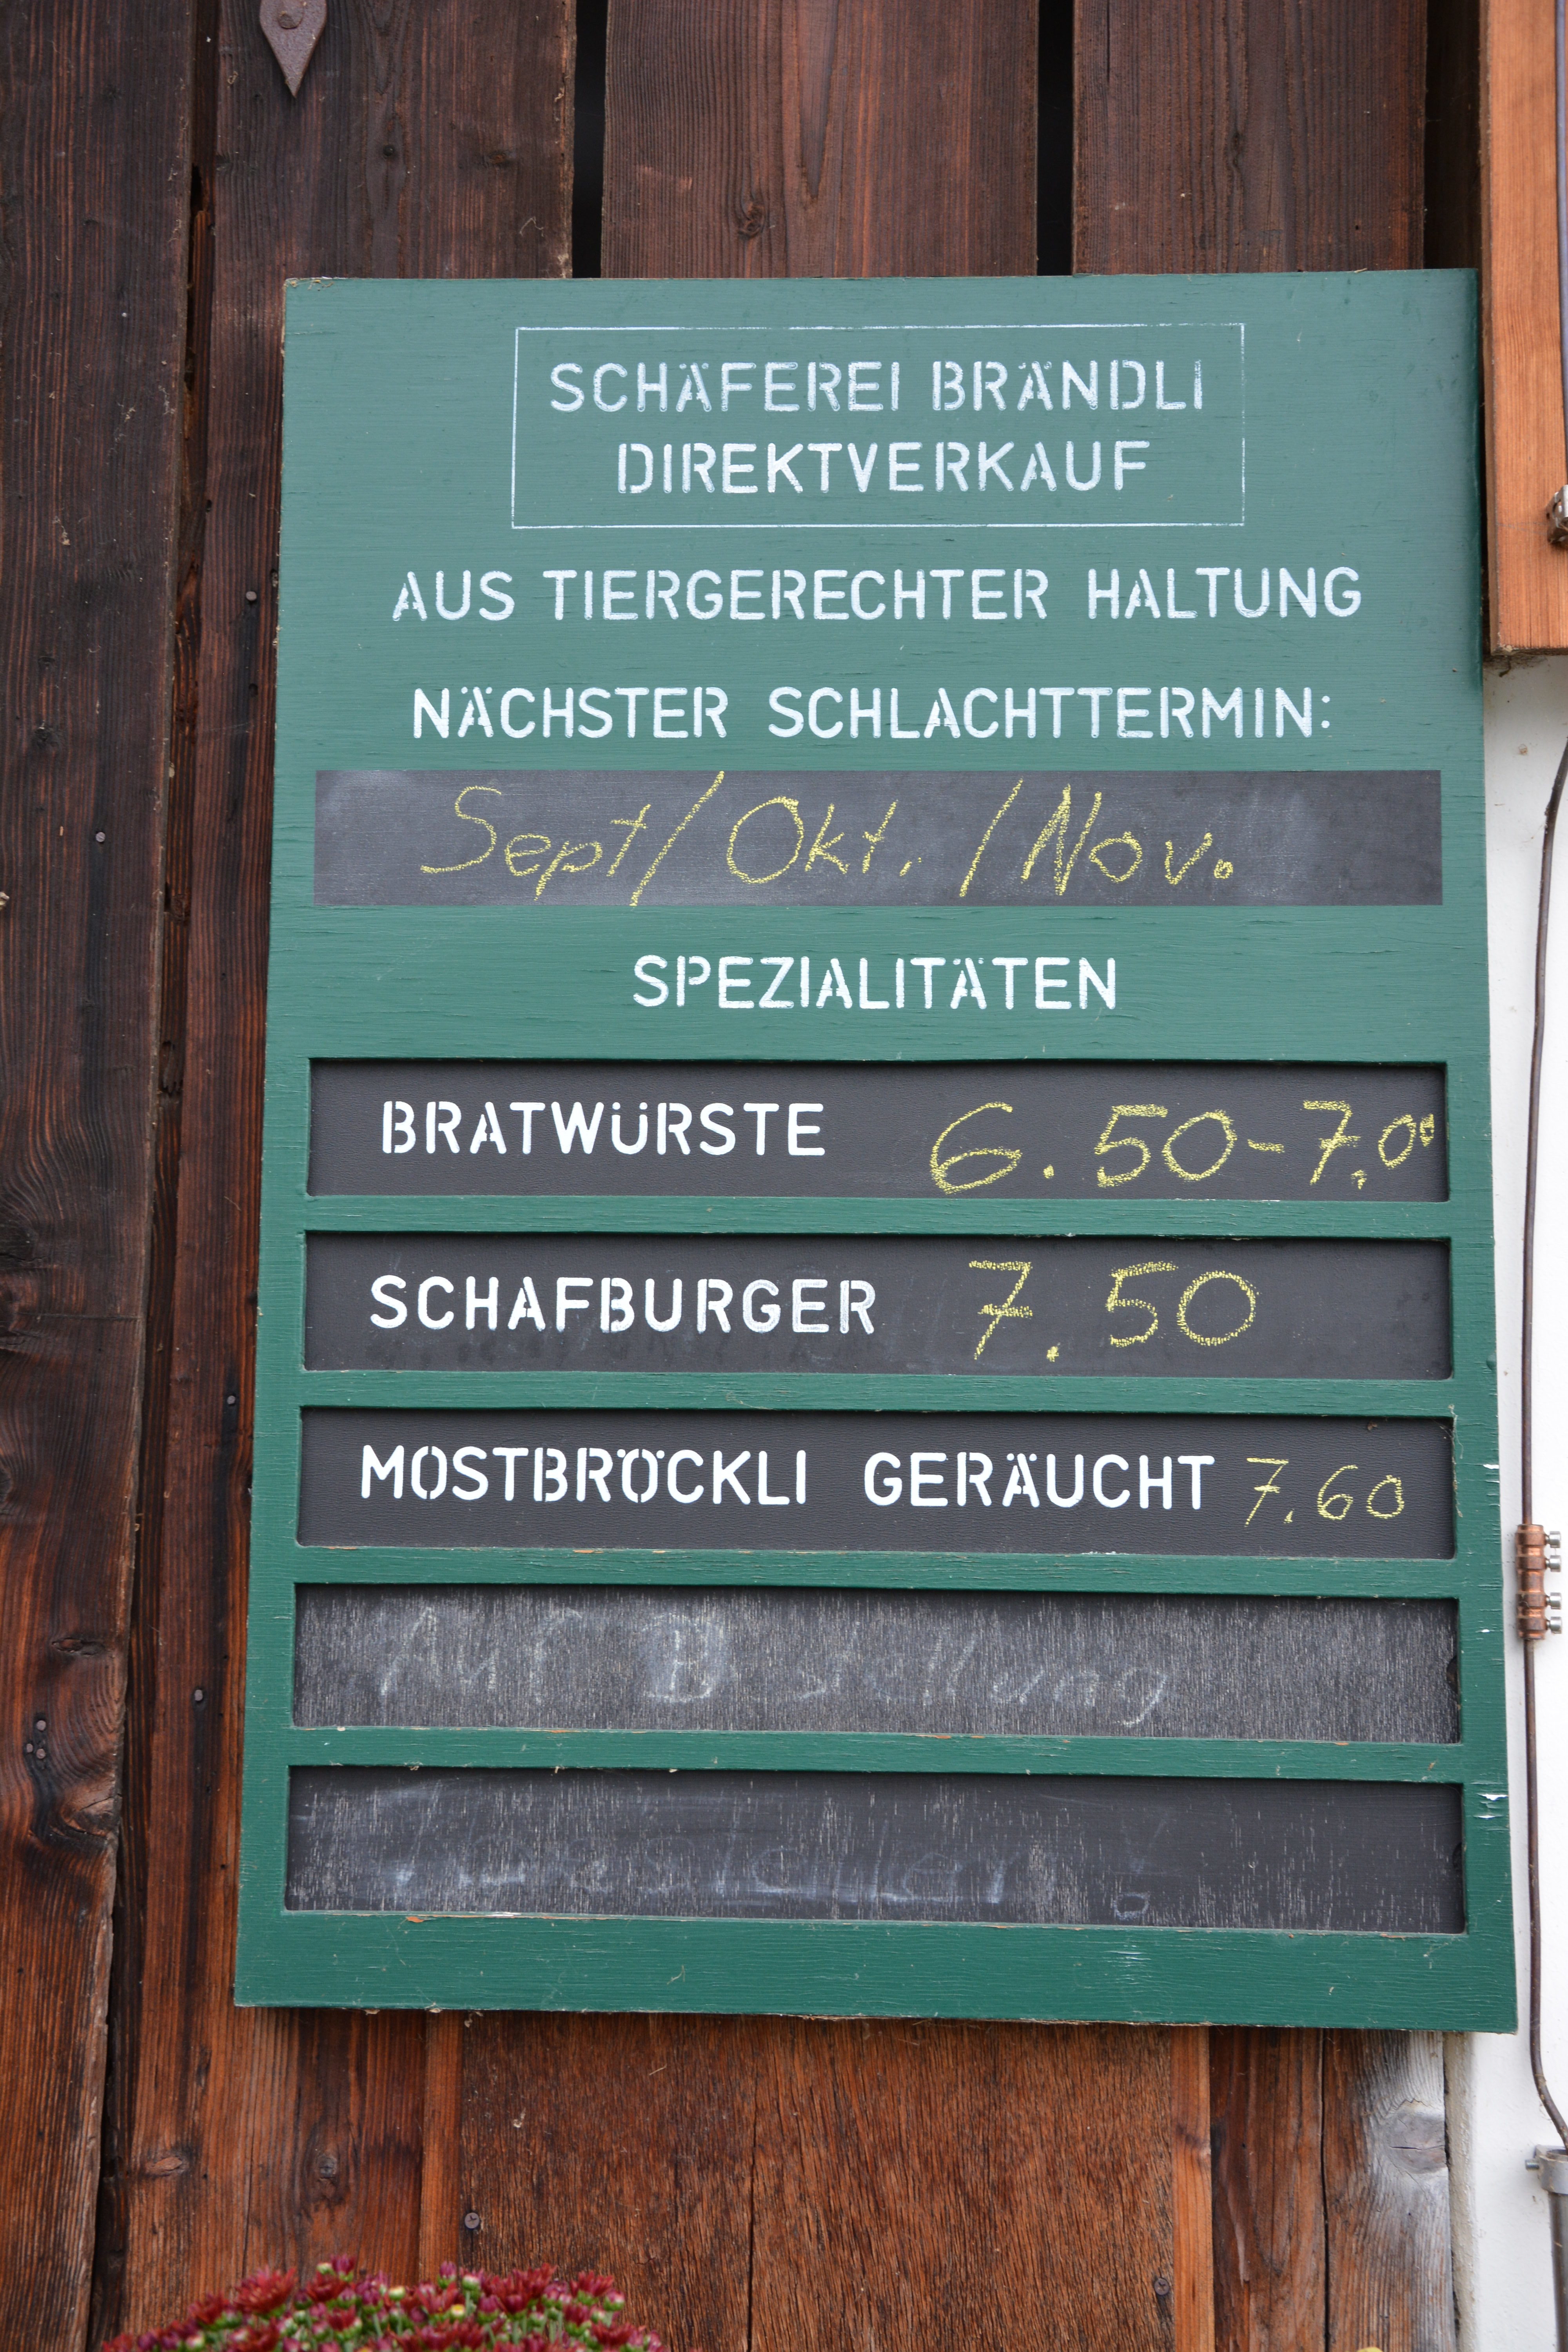 SCHÄFEREI BRÄNDLI
DIREKTVERKAUF
AUS TIERGERECHTER HALTUNG
NÄCHSTER SCHLACHTTERMIN:
Sept/Okt./Nov.
SPEZIALITÄTEN
BRATWÜRSTE 6.50-7.00
SCHAFBURGER 7.50
MOSTBRÖCKLI GERÄUCHT 7.60
Auf